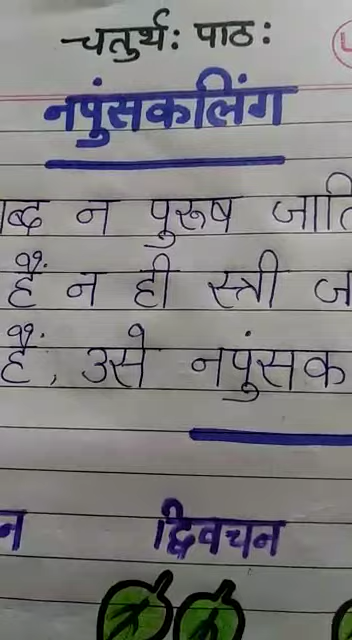 चतुर्थ: पाठ:
नपुंसकलिंग
न पुरूष
हैं न ही स्त्री
हैं, उसे नपुंसक
द्विवचन